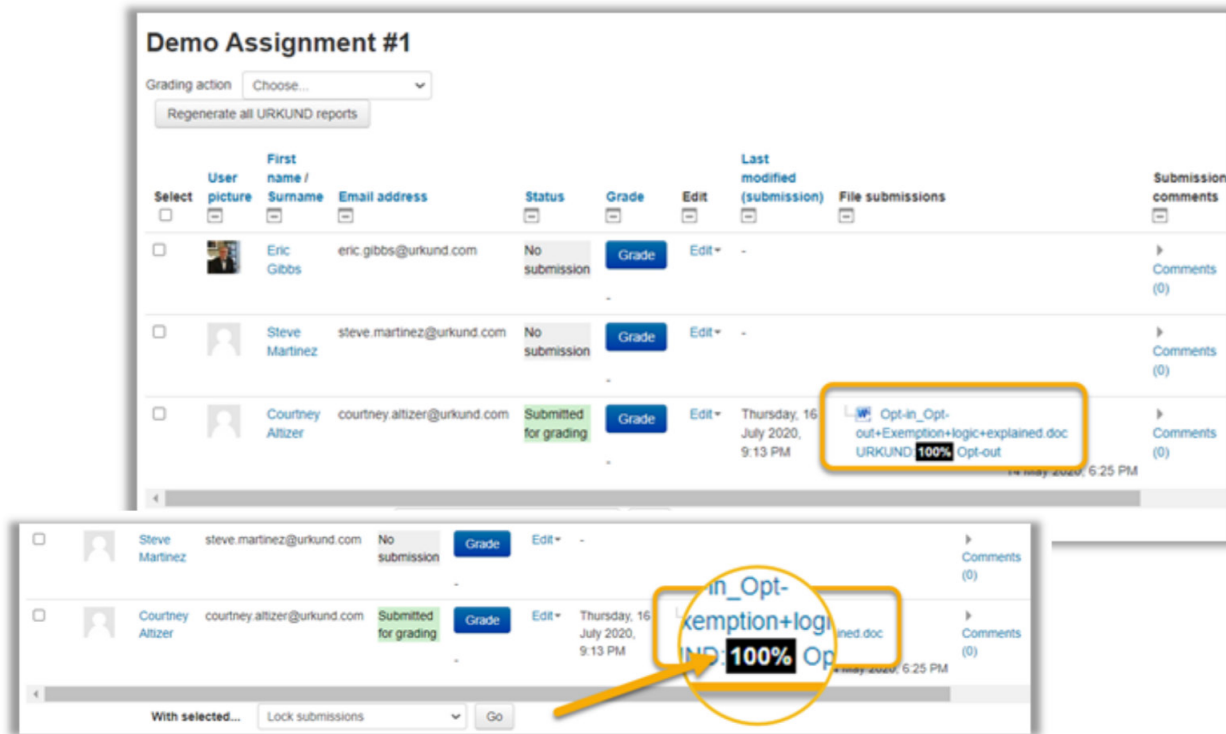 Demo Assignment #1
Grading action Choose...
Regenerate all URKUND reports
First
Last
User name / modified Submission
Select picture Surname Email address Status Grade Edit (submission) File submissions comments
Eric eric.gibbs@urkund.com No Grade Edit -
Gibbs submission Comments
- (0)
Steve steve.martinez@urkund.com No Grade Edit -
Martinez submission Comments
- (0)
Courtney courtney.altizer@urkund.com Submitted Grade Edit Thursday, 16 Opt-in_Opt-
Altizer for grading July 2020, out+Exemption+logic+explained.doc Comments
- 9:13 PM URKUND: 100% Opt-out (0)
14 May 2020, 6:25 PM
Steve steve.martinez@urkund.com No Grade Edit -
Martinez submission Comments
- (0)
in_Opt-
Courtney courtney.altizer@urkund.com Submitted Grade Edit Thursday, 16 xemption+logi
Altizer for grading July 2020, ined.doc Comments
- 9:13 PM IND: 100% Op (0)
May 2020, 6:25 PM
With selected... Lock submissions Go